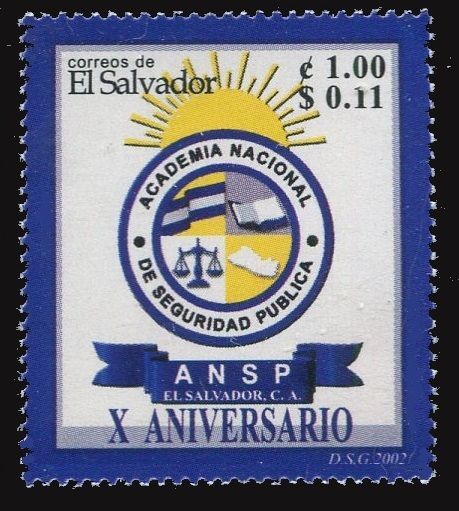 correos de
El Salvador
¢ 1.00
$ 0.11
ACADEMIA NACIONAL
DE SEGURIDAD PUBLICA
ANSP
EL SALVADOR, C. A.
X ANIVERSARIO
D.S.G./2002/